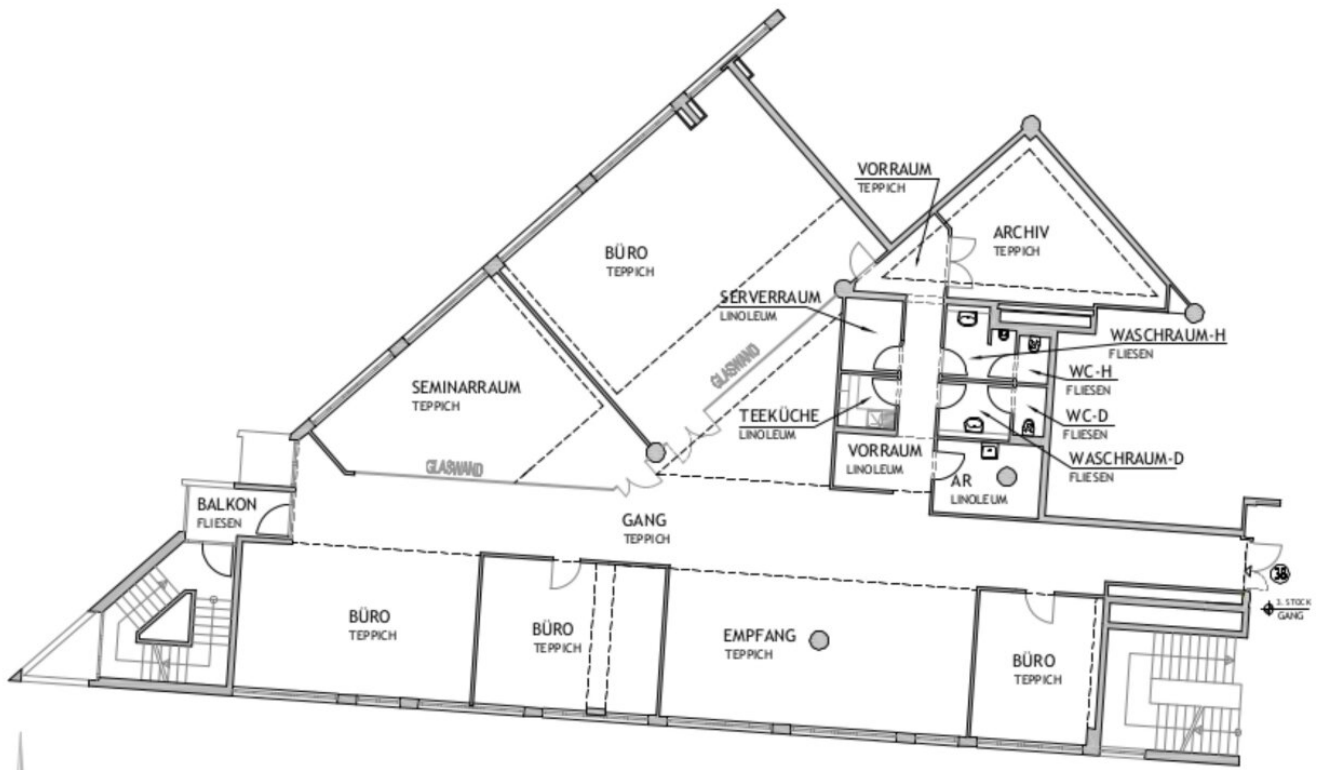 VORRAUM
TEPPICH
ARCHIV
TEPPICH
BÜRO
TEPPICH
SERVERRAUM
LINOLEUM
WASCHRAUM-H
FLIESEN
GLASWAND
WC-H
FLIESEN
SEMINARRAUM
TEPPICH
TEEKÜCHE
LINOLEUM
WC-D
FLIESEN
VORRAUM
LINOLEUM
WASCHRAUM-D
FLIESEN
GLASWAND
AR
LINOLEUM
BALKON
FLIESEN
GANG
TEPPICH
38
3. STOCK
GANG
BÜRO
TEPPICH
BÜRO
TEPPICH
EMPFANG
TEPPICH
BÜRO
TEPPICH